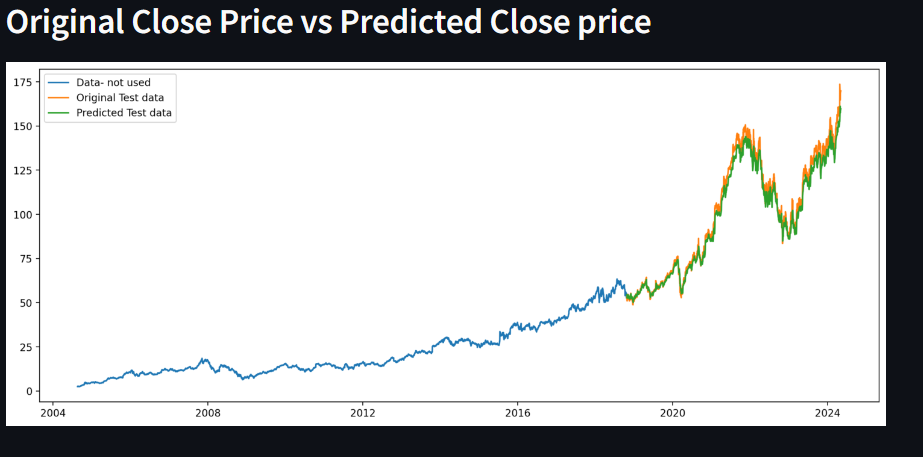 Original Close Price vs Predicted Close price
Data- not used
Original Test data
Predicted Test data
175
150
125
100
75
50
25
0
2004 2008 2012 2016 2020 2024